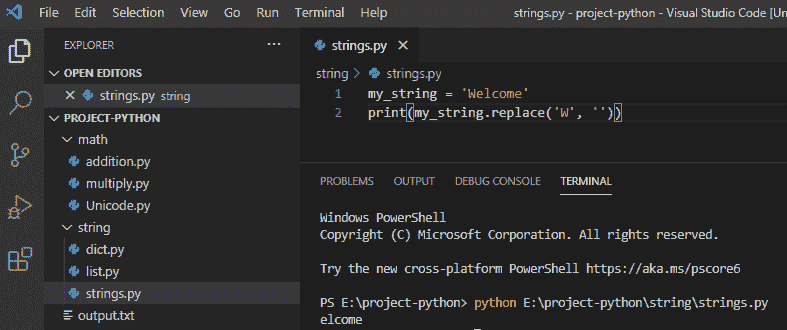 File Edit Selection View Go Run Terminal Help strings.py - project-python - Visual Studio Code [Un
EXPLORER ...
OPEN EDITORS
strings.py string
PROJECT-PYTHON
math
addition.py
multiply.py
Unicode.py
string
dict.py
list.py
strings.py
output.txt
strings.py
string > strings.py
1 my_string = 'Welcome'
2 print(my_string.replace('W', ''))
PROBLEMS OUTPUT DEBUG CONSOLE TERMINAL
Windows PowerShell
Copyright (C) Microsoft Corporation. All rights reserved.
Try the new cross-platform PowerShell https://aka.ms/pscore6
PS E:\project-python> python E:\project-python\string\strings.py
elcome